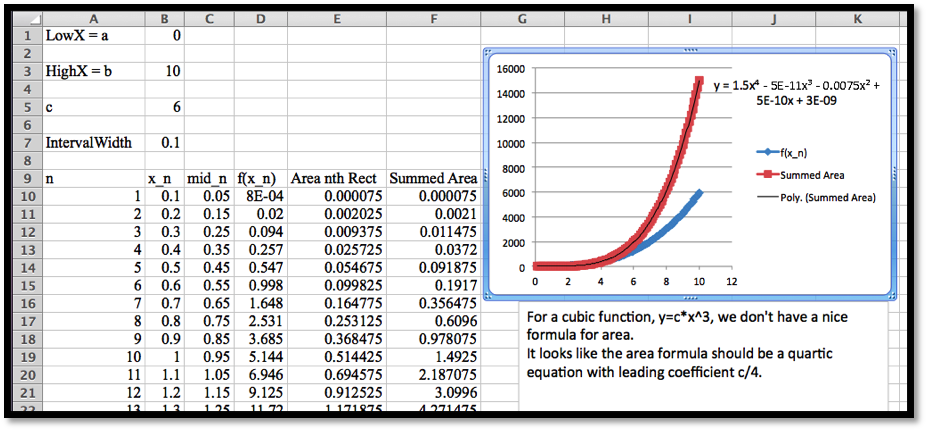 A B C D E F G H I J K
1 LowX = a 0
2
3 HighX = b 10
4
5 c 6
6
7 IntervalWidth 0.1
8
9 n x_n mid_n f(x_n) Area nth Rect Summed Area
10 1 0.1 0.05 8E-04 0.000075 0.000075
11 2 0.2 0.15 0.02 0.002025 0.0021
12 3 0.3 0.25 0.094 0.009375 0.011475
13 4 0.4 0.35 0.257 0.025725 0.0372
14 5 0.5 0.45 0.547 0.054675 0.091875
15 6 0.6 0.55 0.998 0.099825 0.1917
16 7 0.7 0.65 1.648 0.164775 0.356475
17 8 0.8 0.75 2.531 0.253125 0.6096
18 9 0.9 0.85 3.685 0.368475 0.978075
19 10 1 0.95 5.144 0.514425 1.4925
20 11 1.1 1.05 6.946 0.694575 2.187075
21 12 1.2 1.15 9.125 0.912525 3.0996
22 13 1.3 1.25 11.72 1.171875 4.271475
16000
14000
12000
10000
8000
6000
4000
2000
0
0 2 4 6 8 10 12
y = 1.5x⁴ - 5E-11x³ - 0.0075x² +
5E-10x + 3E-09
f(x_n)
Summed Area
Poly. (Summed Area)
For a cubic function, y=c*x^3, we don't have a nice
formula for area.
It looks like the area formula should be a quartic
equation with leading coefficient c/4.